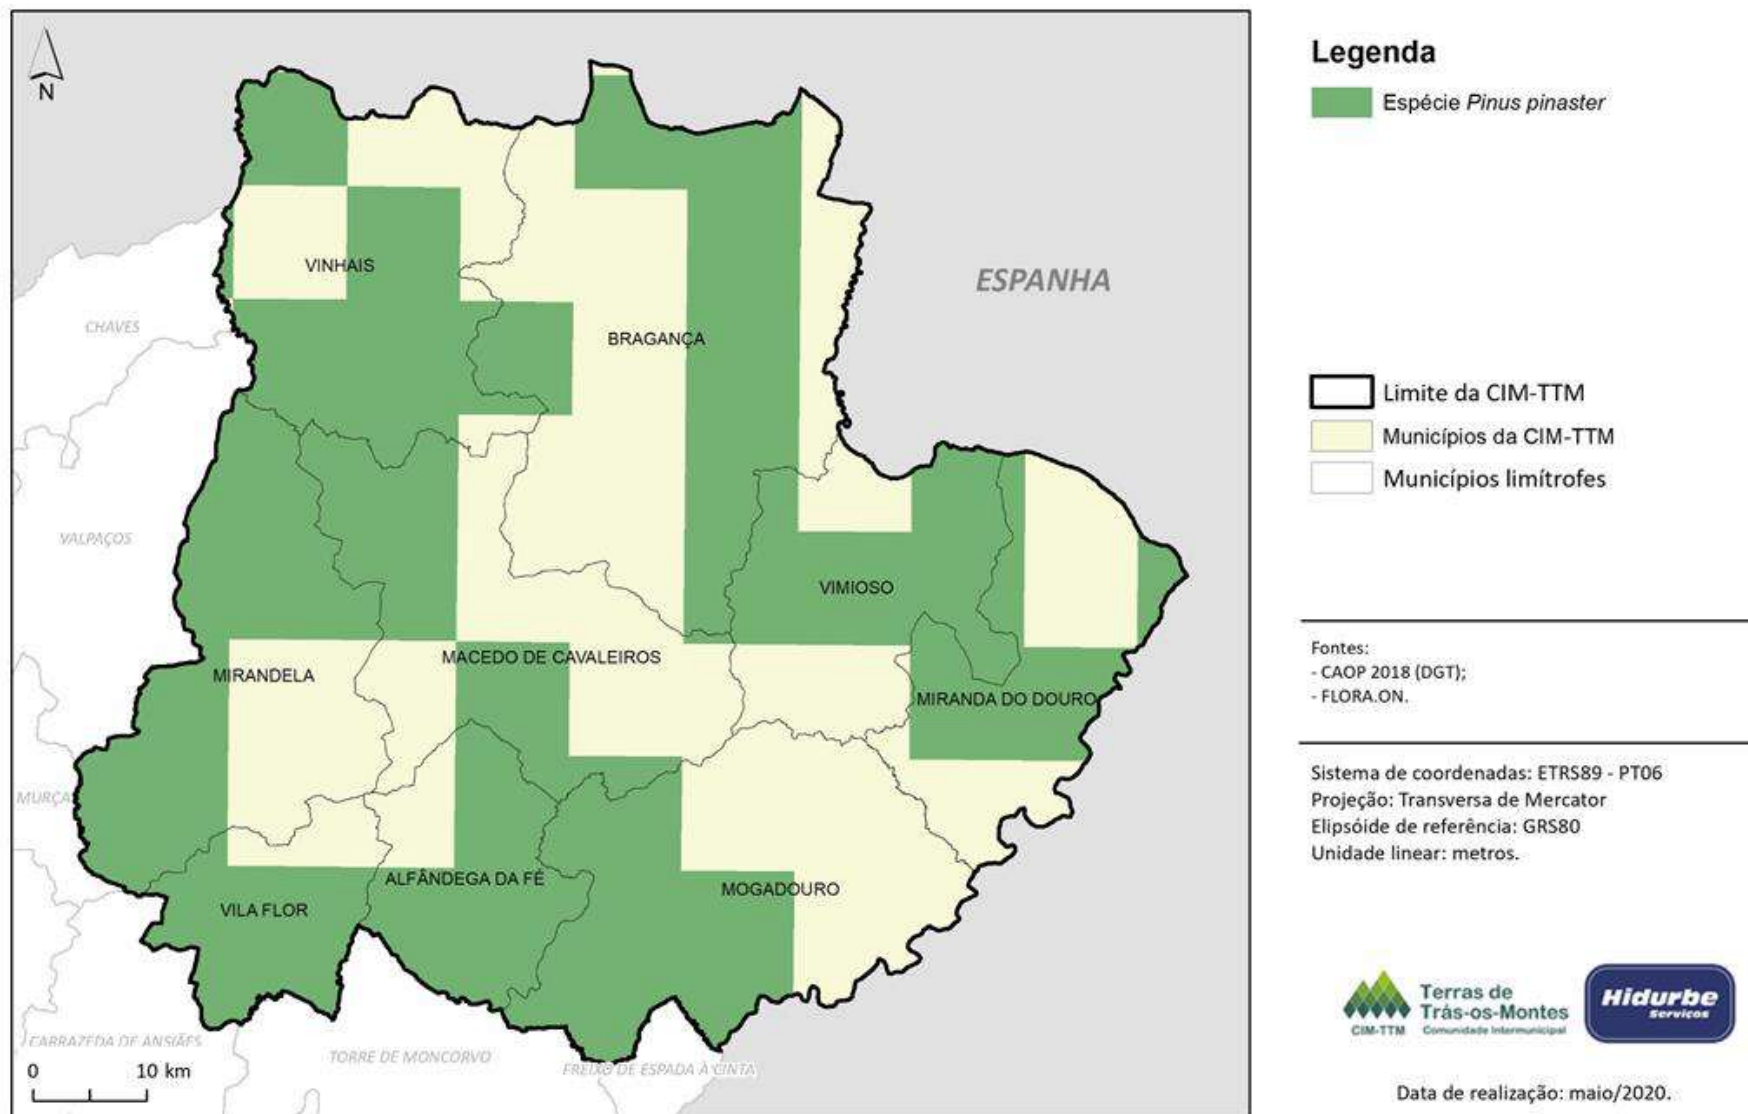 N
VINHAIS
ESPANHA
CHAVES
BRAGANÇA
VALPAÇOS
VIMIOSO
MACEDO DE CAVALEIROS
MIRANDELA
MIRANDA DO DOURO
MURÇA
ALFÂNDEGA DA FÉ
MOGADOURO
VILA FLOR
CARRAZEDA DE ANSIÃES
TORRE DE MONCORVO
FREIXO DE ESPADA À CINTA
0 10 km
Legenda
Espécie Pinus pinaster
Limite da CIM-TTM
Municípios da CIM-TTM
Municípios limítrofes
Fontes:
- CAOP 2018 (DGT);
- FLORA.ON.
Sistema de coordenadas: ETRS89 - PT06
Projeção: Transversa de Mercator
Elipsóide de referência: GRS80
Unidade linear: metros.
CIM-TTM
Terras de
Trás-os-Montes
Comunidade Intermunicipal
Hidurbe
Serviços
Data de realização: maio/2020.